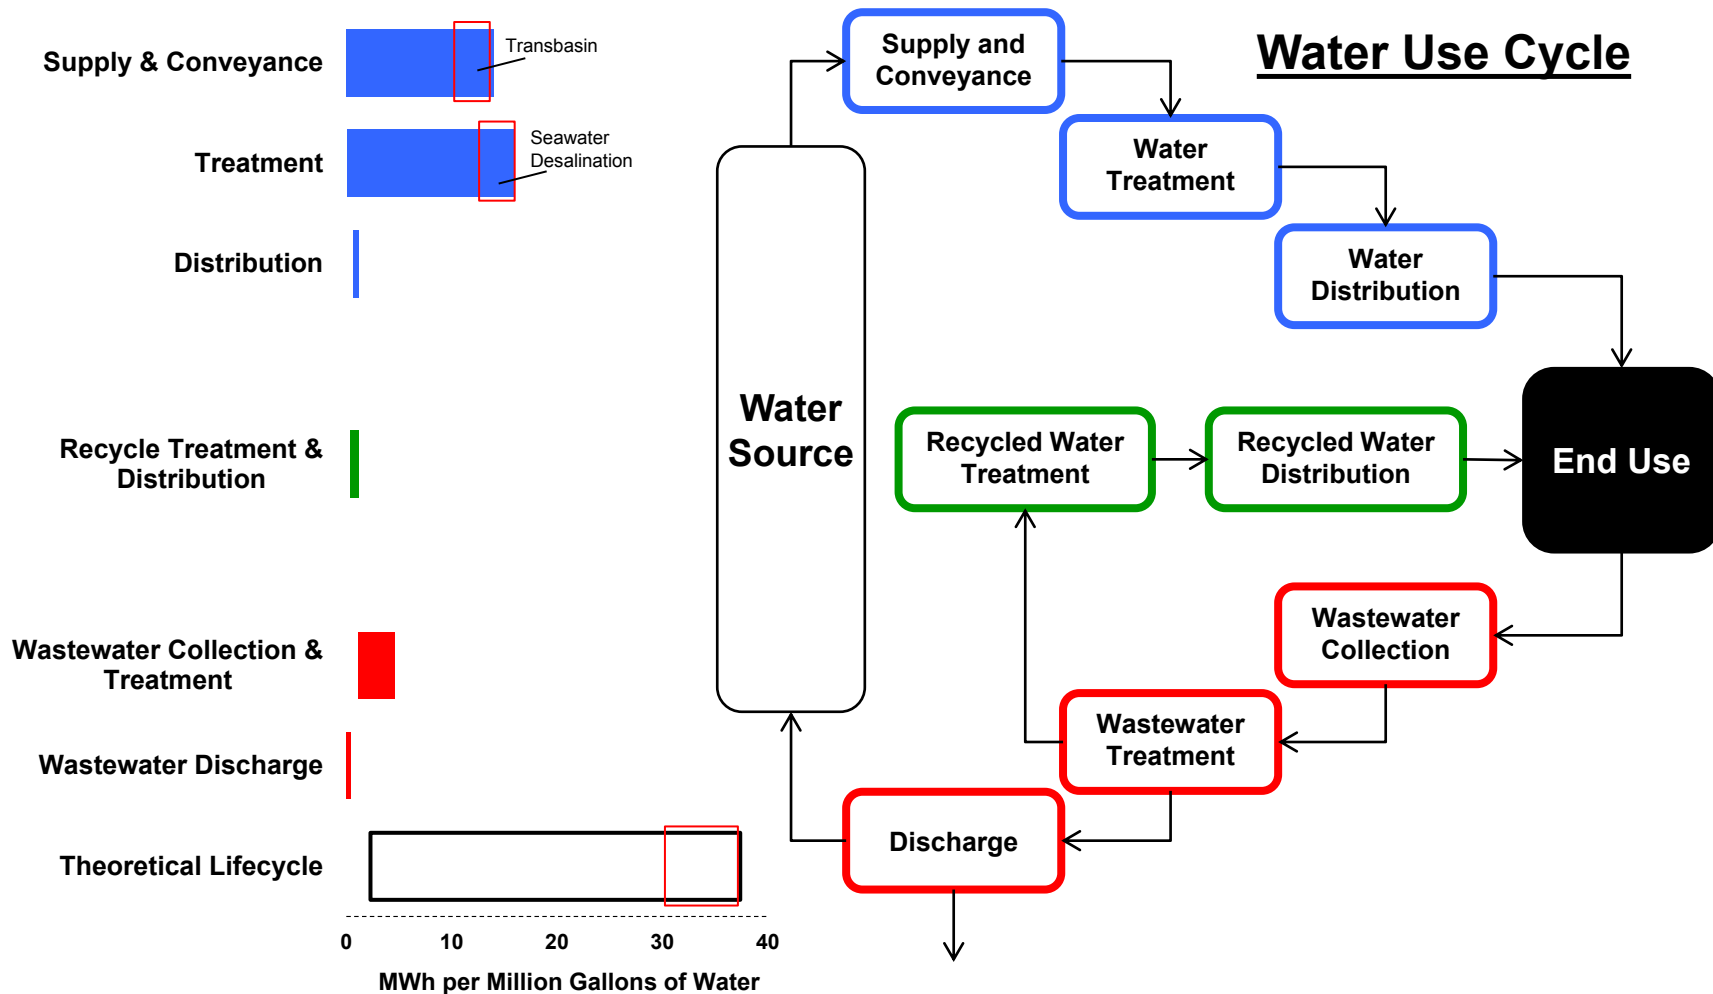 Water Use Cycle
Supply & Conveyance
Transbasin
Treatment
Seawater
Desalination
Distribution
Recycle Treatment &
Distribution
Wastewater Collection &
Treatment
Wastewater Discharge
Theoretical Lifecycle
0 10 20 30 40
MWh per Million Gallons of Water
Water
Source
Supply and
Conveyance
Water
Treatment
Water
Distribution
End Use
Recycled Water
Treatment
Recycled Water
Distribution
Wastewater
Collection
Wastewater
Treatment
Discharge